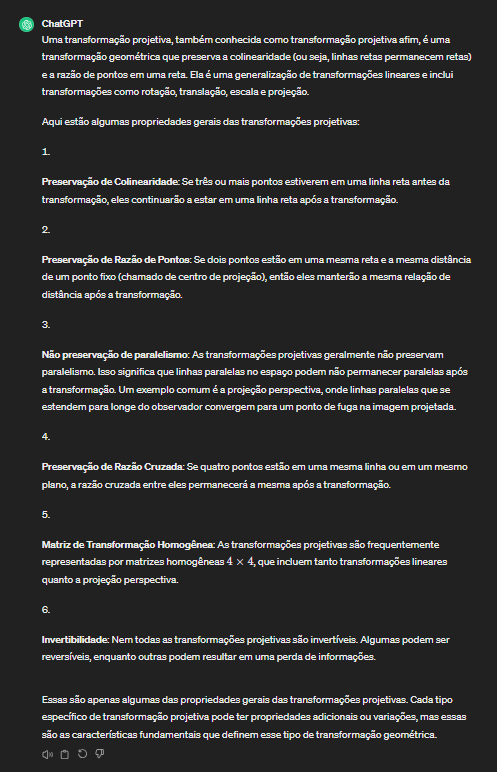 ChatGPT
Uma transformação projetiva, também conhecida como transformação projetiva afim, é uma
transformação geométrica que preserva a colinearidade (ou seja, linhas retas permanecem retas)
e a razão de pontos em uma reta. Ela é uma generalização de transformações lineares e inclui
transformações como rotação, translação, escala e projeção.
Aqui estão algumas propriedades gerais das transformações projetivas:
1.
Preservação de Colinearidade: Se três ou mais pontos estiverem em uma linha reta antes da
transformação, eles continuarão a estar em uma linha reta após a transformação.
2.
Preservação de Razão de Pontos: Se dois pontos estão em uma mesma reta e a mesma distância
de um ponto fixo (chamado de centro de projeção), então eles manterão a mesma relação de
distância após a transformação.
3.
Não preservação de paralelismo: As transformações projetivas geralmente não preservam
paralelismo. Isso significa que linhas paralelas no espaço podem não permanecer paralelas após
a transformação. Um exemplo comum é a projeção perspectiva, onde linhas paralelas que se
estendem para longe do observador convergem para um ponto de fuga na imagem projetada.
4.
Preservação de Razão Cruzada: Se quatro pontos estão em uma mesma linha ou em um mesmo
plano, a razão cruzada entre eles permanecerá a mesma após a transformação.
5.
Matriz de Transformação Homogênea: As transformações projetivas são frequentemente
representadas por matrizes homogêneas 4 × 4, que incluem tanto transformações lineares
quanto a projeção perspectiva.
6.
Invertibilidade: Nem todas as transformações projetivas são invertíveis. Algumas podem ser
reversíveis, enquanto outras podem resultar em uma perda de informações.
Essas são apenas algumas das propriedades gerais das transformações projetivas. Cada tipo
específico de transformação projetiva pode ter propriedades adicionais ou variações, mas essas
são as características fundamentais que definem esse tipo de transformação geométrica.